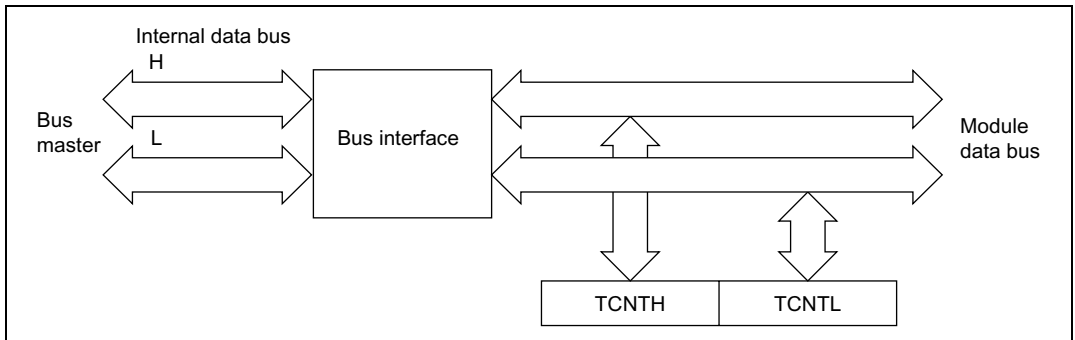 Internal data bus
H
L
Bus
master
Bus interface
Module
data bus
TCNTH
TCNTL